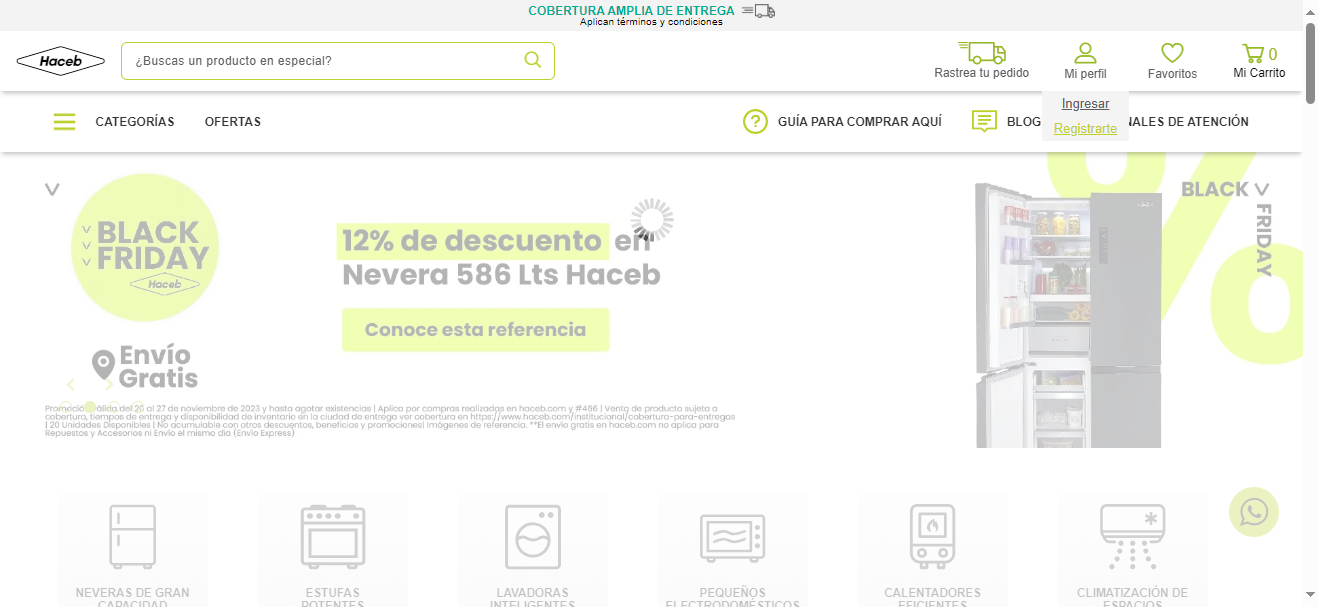 COBERTURA AMPLIA DE ENTREGA
Aplican términos y condiciones
Haceb
¿Buscas un producto en especial?
Rastrea tu pedido
Mi perfil
Favoritos
0
Mi Carrito
Ingresar
Registrarte
CATEGORÍAS
OFERTAS
GUÍA PARA COMPRAR AQUÍ
BLOG
NALES DE ATENCIÓN
BLACK
FRIDAY
Haceb
Envío
Gratis
12% de descuento en
Nevera 586 Lts Haceb
Conoce esta referencia
%
BLACK
FRIDAY
Promoción válida del 20 al 27 de noviembre de 2023 y hasta agotar existencias | Aplica por compras realizadas en haceb.com y #466 | Venta de producto sujeta a
cobertura, tiempos de entrega y disponibilidad de inventario en la ciudad de entrega ver cobertura en https://www.haceb.com/institucional/cobertura-para-entregas
| 20 Unidades Disponibles | No acumulable con otros descuentos, beneficios y promociones| Imágenes de referencia. **El envío gratis en haceb.com no aplica para
Repuestos y Accesorios ni Envío el mismo día (Envío Express)
NEVERAS DE GRAN
CAPACIDAD
ESTUFAS
POTENTES
LAVADORAS
INTELIGENTES
PEQUEÑOS
ELECTRODOMÉSTICOS
CALENTADORES
EFICIENTES
CLIMATIZACIÓN DE
ESPACIOS